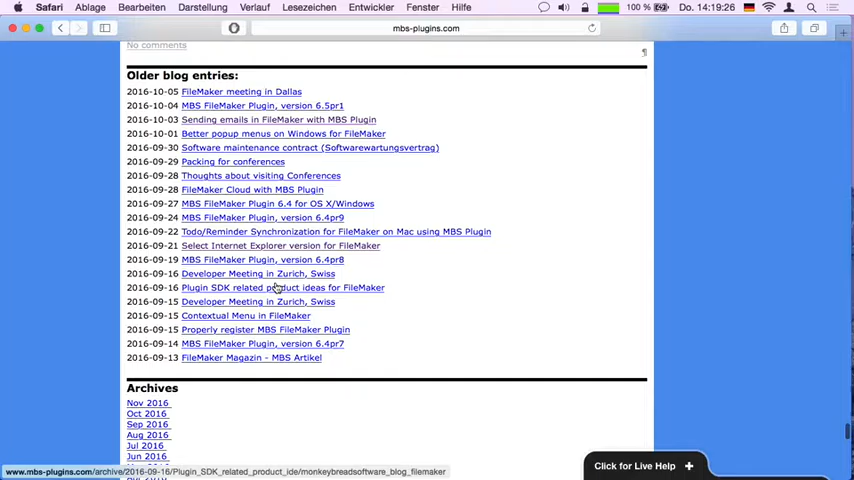 Safari Ablage Bearbeiten Darstellung Verlauf Lesezeichen Entwickler Fenster Hilfe 100 % Do. 14:19:26
mbs-plugins.com
No comments
¶
Older blog entries:
2016-10-05 FileMaker meeting in Dallas
2016-10-04 MBS FileMaker Plugin, version 6.5pr1
2016-10-03 Sending emails in FileMaker with MBS Plugin
2016-10-01 Better popup menus on Windows for FileMaker
2016-09-30 Software maintenance contract (Softwarewartungsvertrag)
2016-09-29 Packing for conferences
2016-09-28 Thoughts about visiting Conferences
2016-09-28 FileMaker Cloud with MBS Plugin
2016-09-27 MBS FileMaker Plugin 6.4 for OS X/Windows
2016-09-24 MBS FileMaker Plugin, version 6.4pr9
2016-09-22 Todo/Reminder Synchronization for FileMaker on Mac using MBS Plugin
2016-09-21 Select Internet Explorer version for FileMaker
2016-09-19 MBS FileMaker Plugin, version 6.4pr8
2016-09-16 Developer Meeting in Zurich, Swiss
2016-09-16 Plugin SDK related product ideas for FileMaker
2016-09-15 Developer Meeting in Zurich, Swiss
2016-09-15 Contextual Menu in FileMaker
2016-09-15 Properly register MBS FileMaker Plugin
2016-09-14 MBS FileMaker Plugin, version 6.4pr7
2016-09-13 FileMaker Magazin - MBS Artikel
Archives
Nov 2016
Oct 2016
Sep 2016
Aug 2016
Jul 2016
Jun 2016
Click for Live Help +
www.mbs-plugins.com/archive/2016-09-16/Plugin_SDK_related_product_ide/monkeybreadsoftware_blog_filemaker